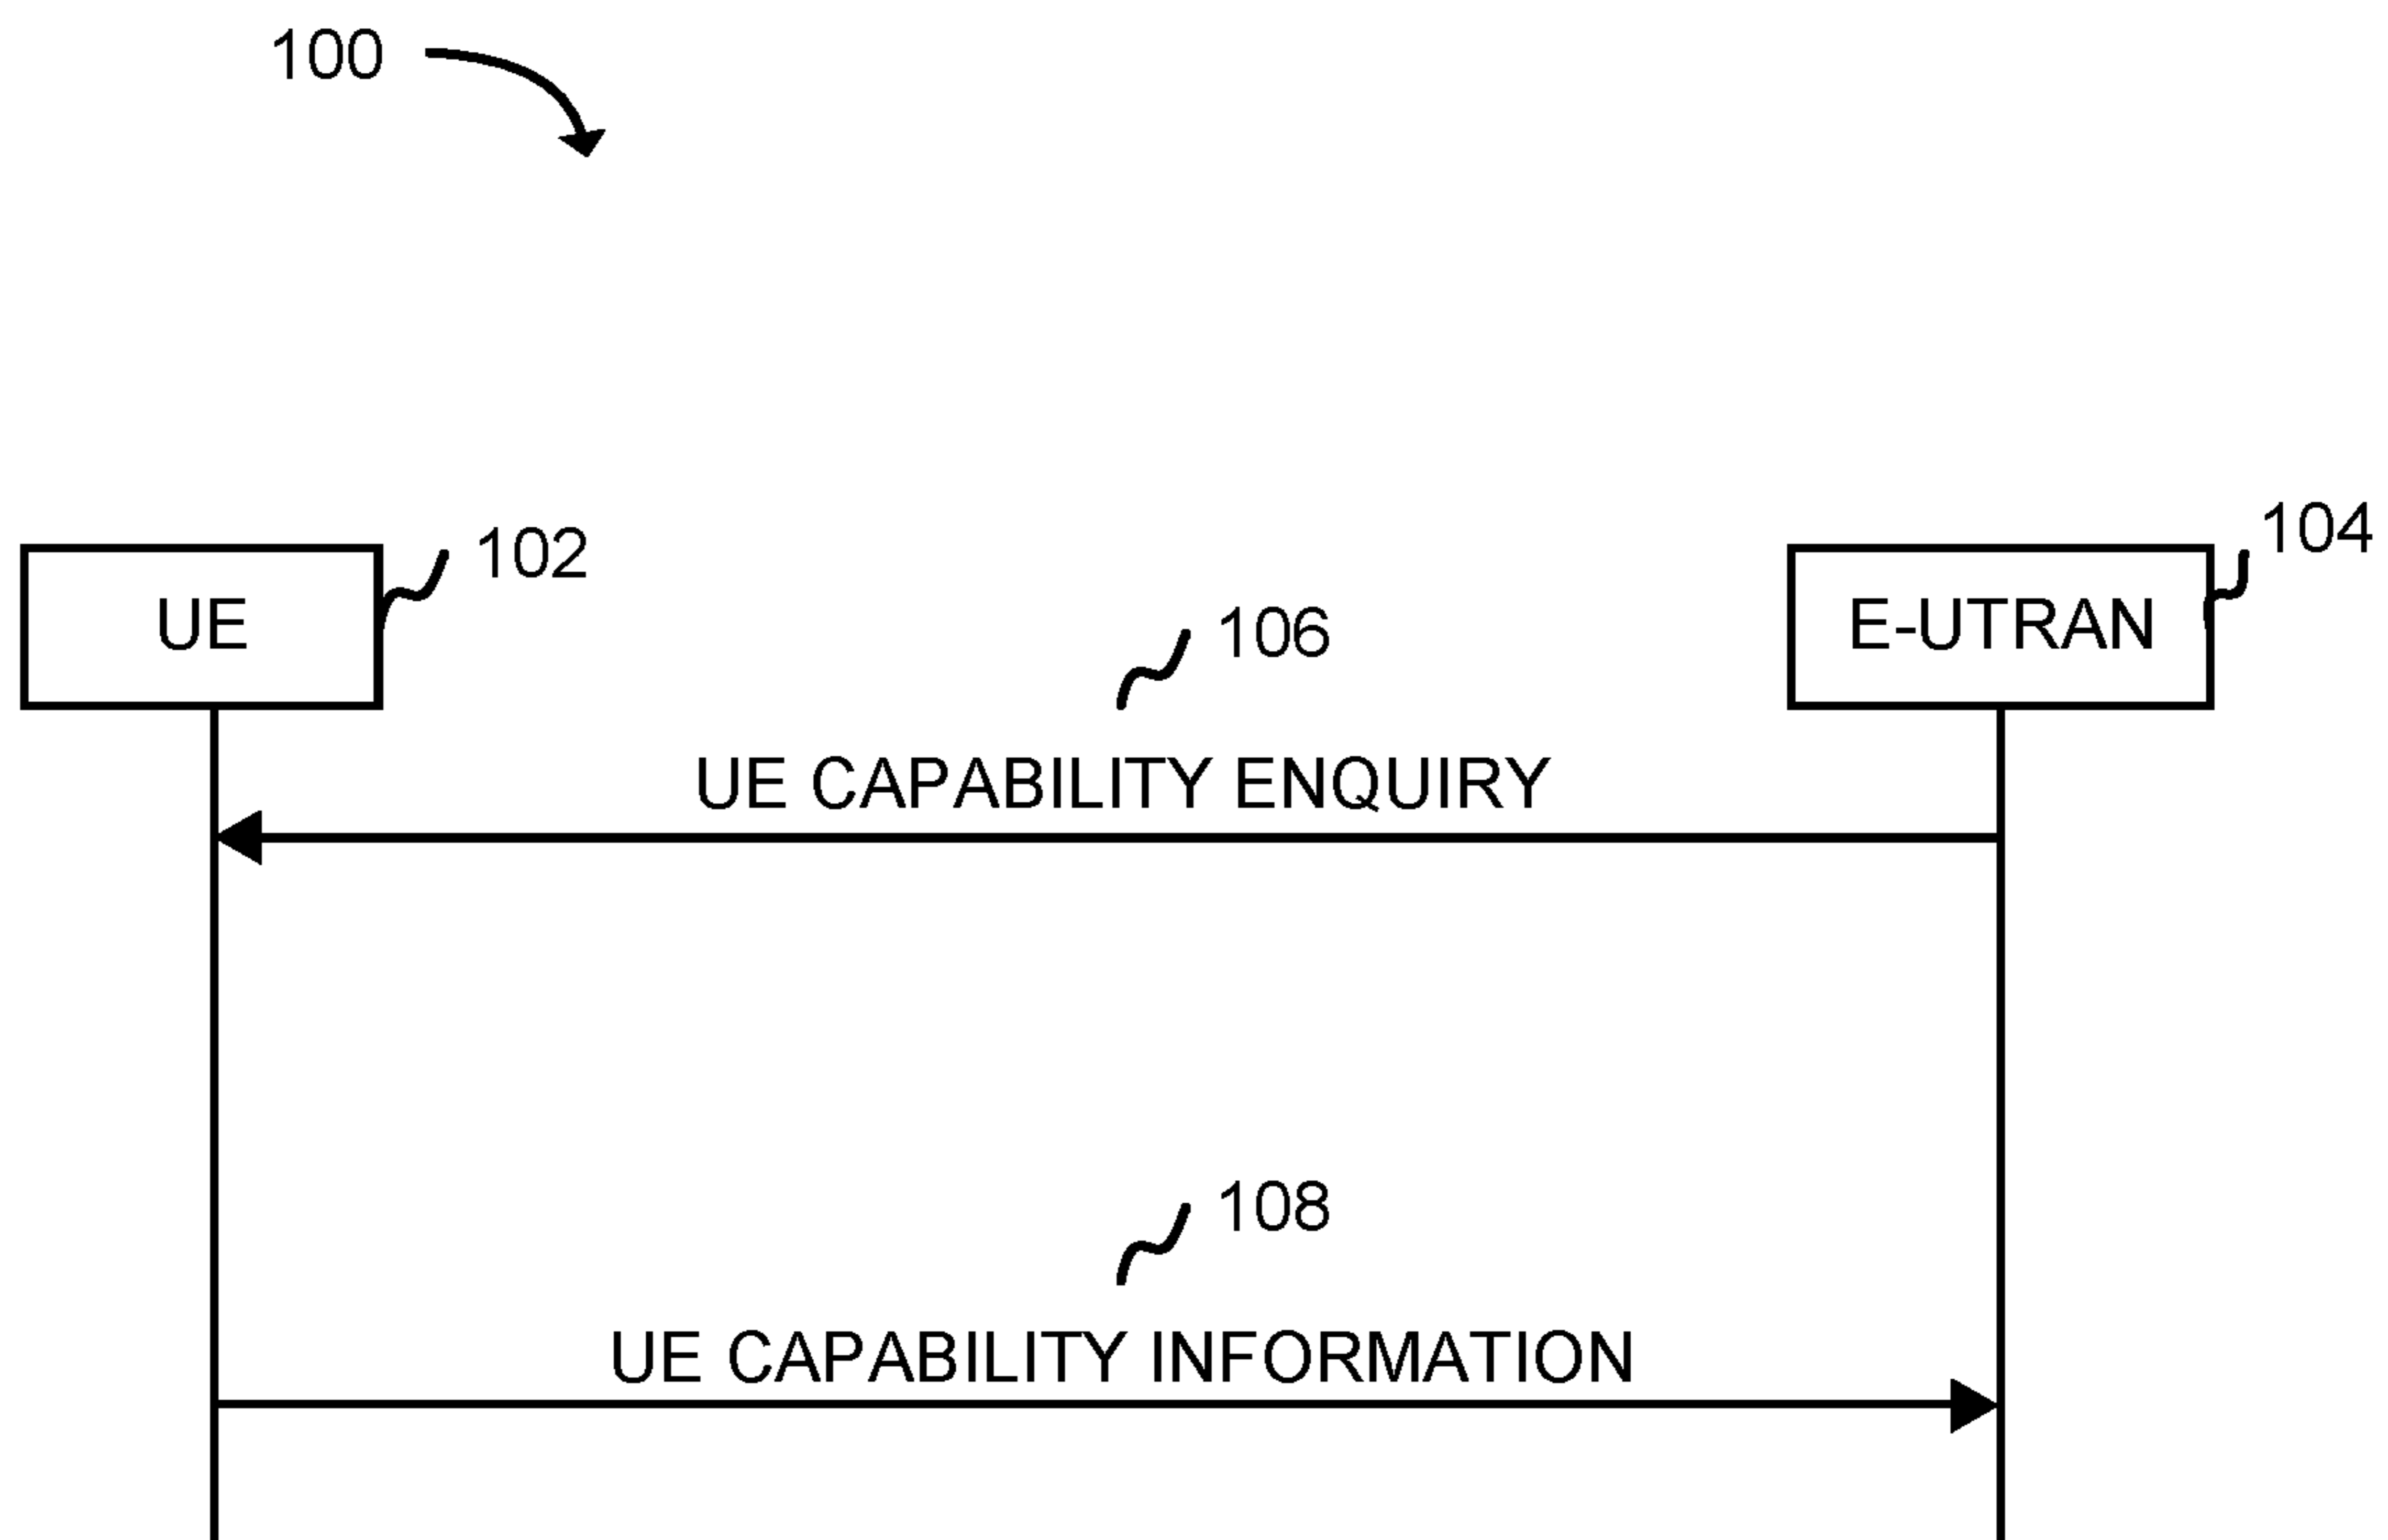 100
102
104
UE
E-UTRAN
106
UE CAPABILITY ENQUIRY
108
UE CAPABILITY INFORMATION